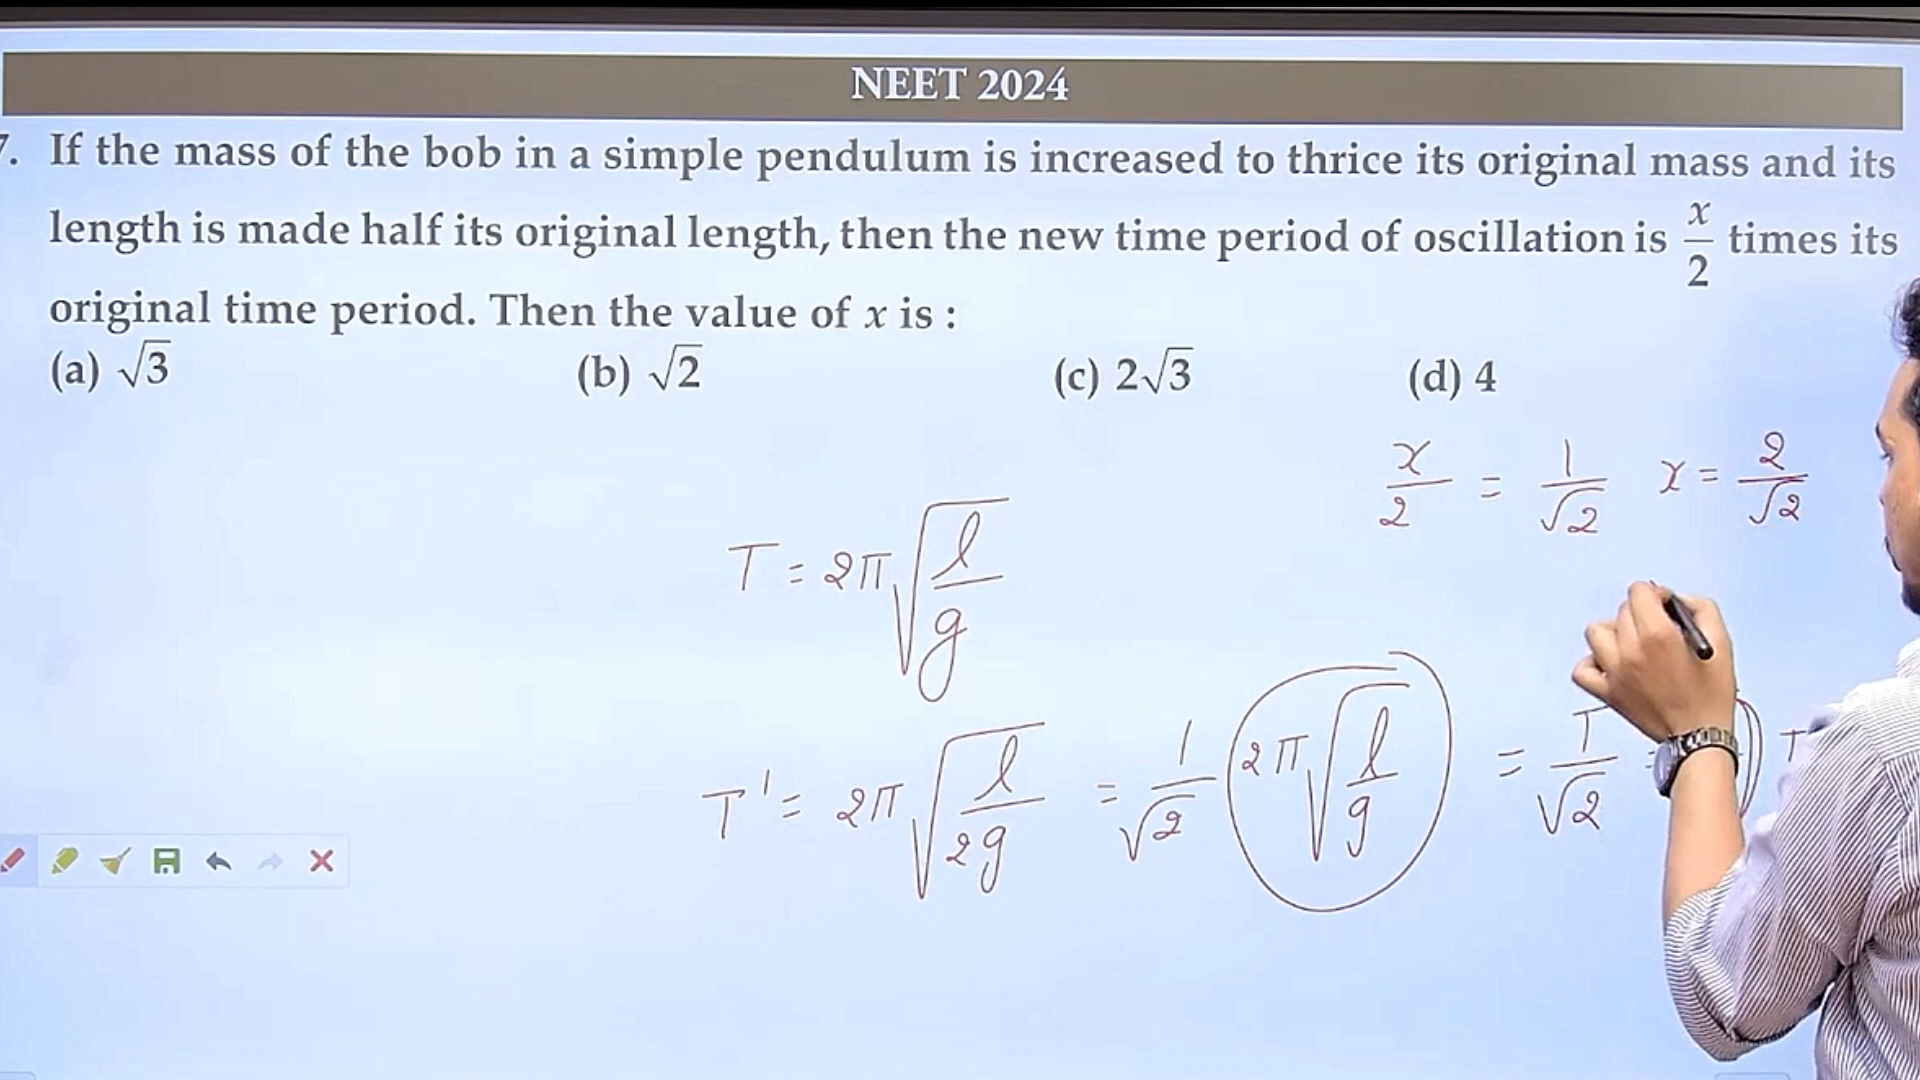 NEET 2024
7. If the mass of the bob in a simple pendulum is increased to thrice its original mass and its
length is made half its original length, then the new time period of oscillation is x/2 times its
original time period. Then the value of x is :
(a) √3 (b) √2 (c) 2√3 (d) 4
x/2 = 1/√2 x = 2/√2
T = 2π√(l/g)
T' = 2π√(l/2g) = 1/√2 (2π√(l/g)) = T/√2 = ) T